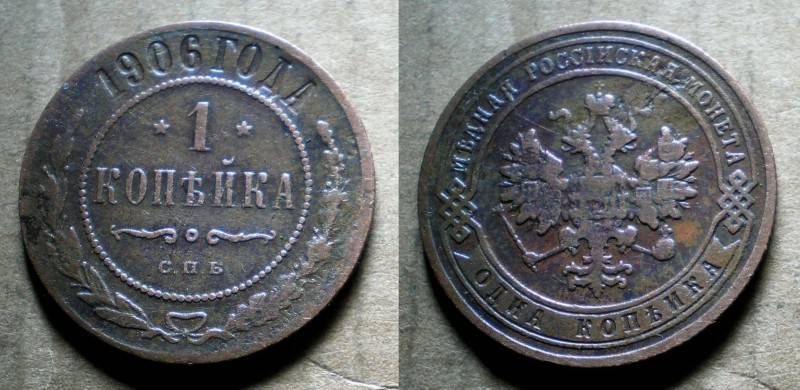 1906 ГОДА
1
КОПѢЙКА
С.П.Б.
МѢДНАЯ РОССІЙСКАЯ МОНЕТА
ОДНА КОПѢЙКА